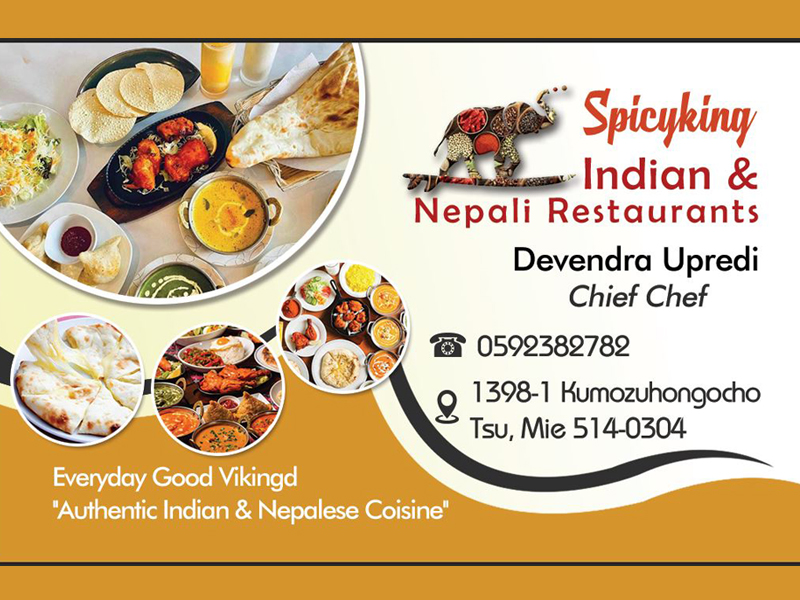 Spicyking
Indian &
Nepali Restaurants
Devendra Upredi
Chief Chef
0592382782
1398-1 Kumozuhongocho
Tsu, Mie 514-0304
Everyday Good Vikingd
"Authentic Indian & Nepalese Coisine"